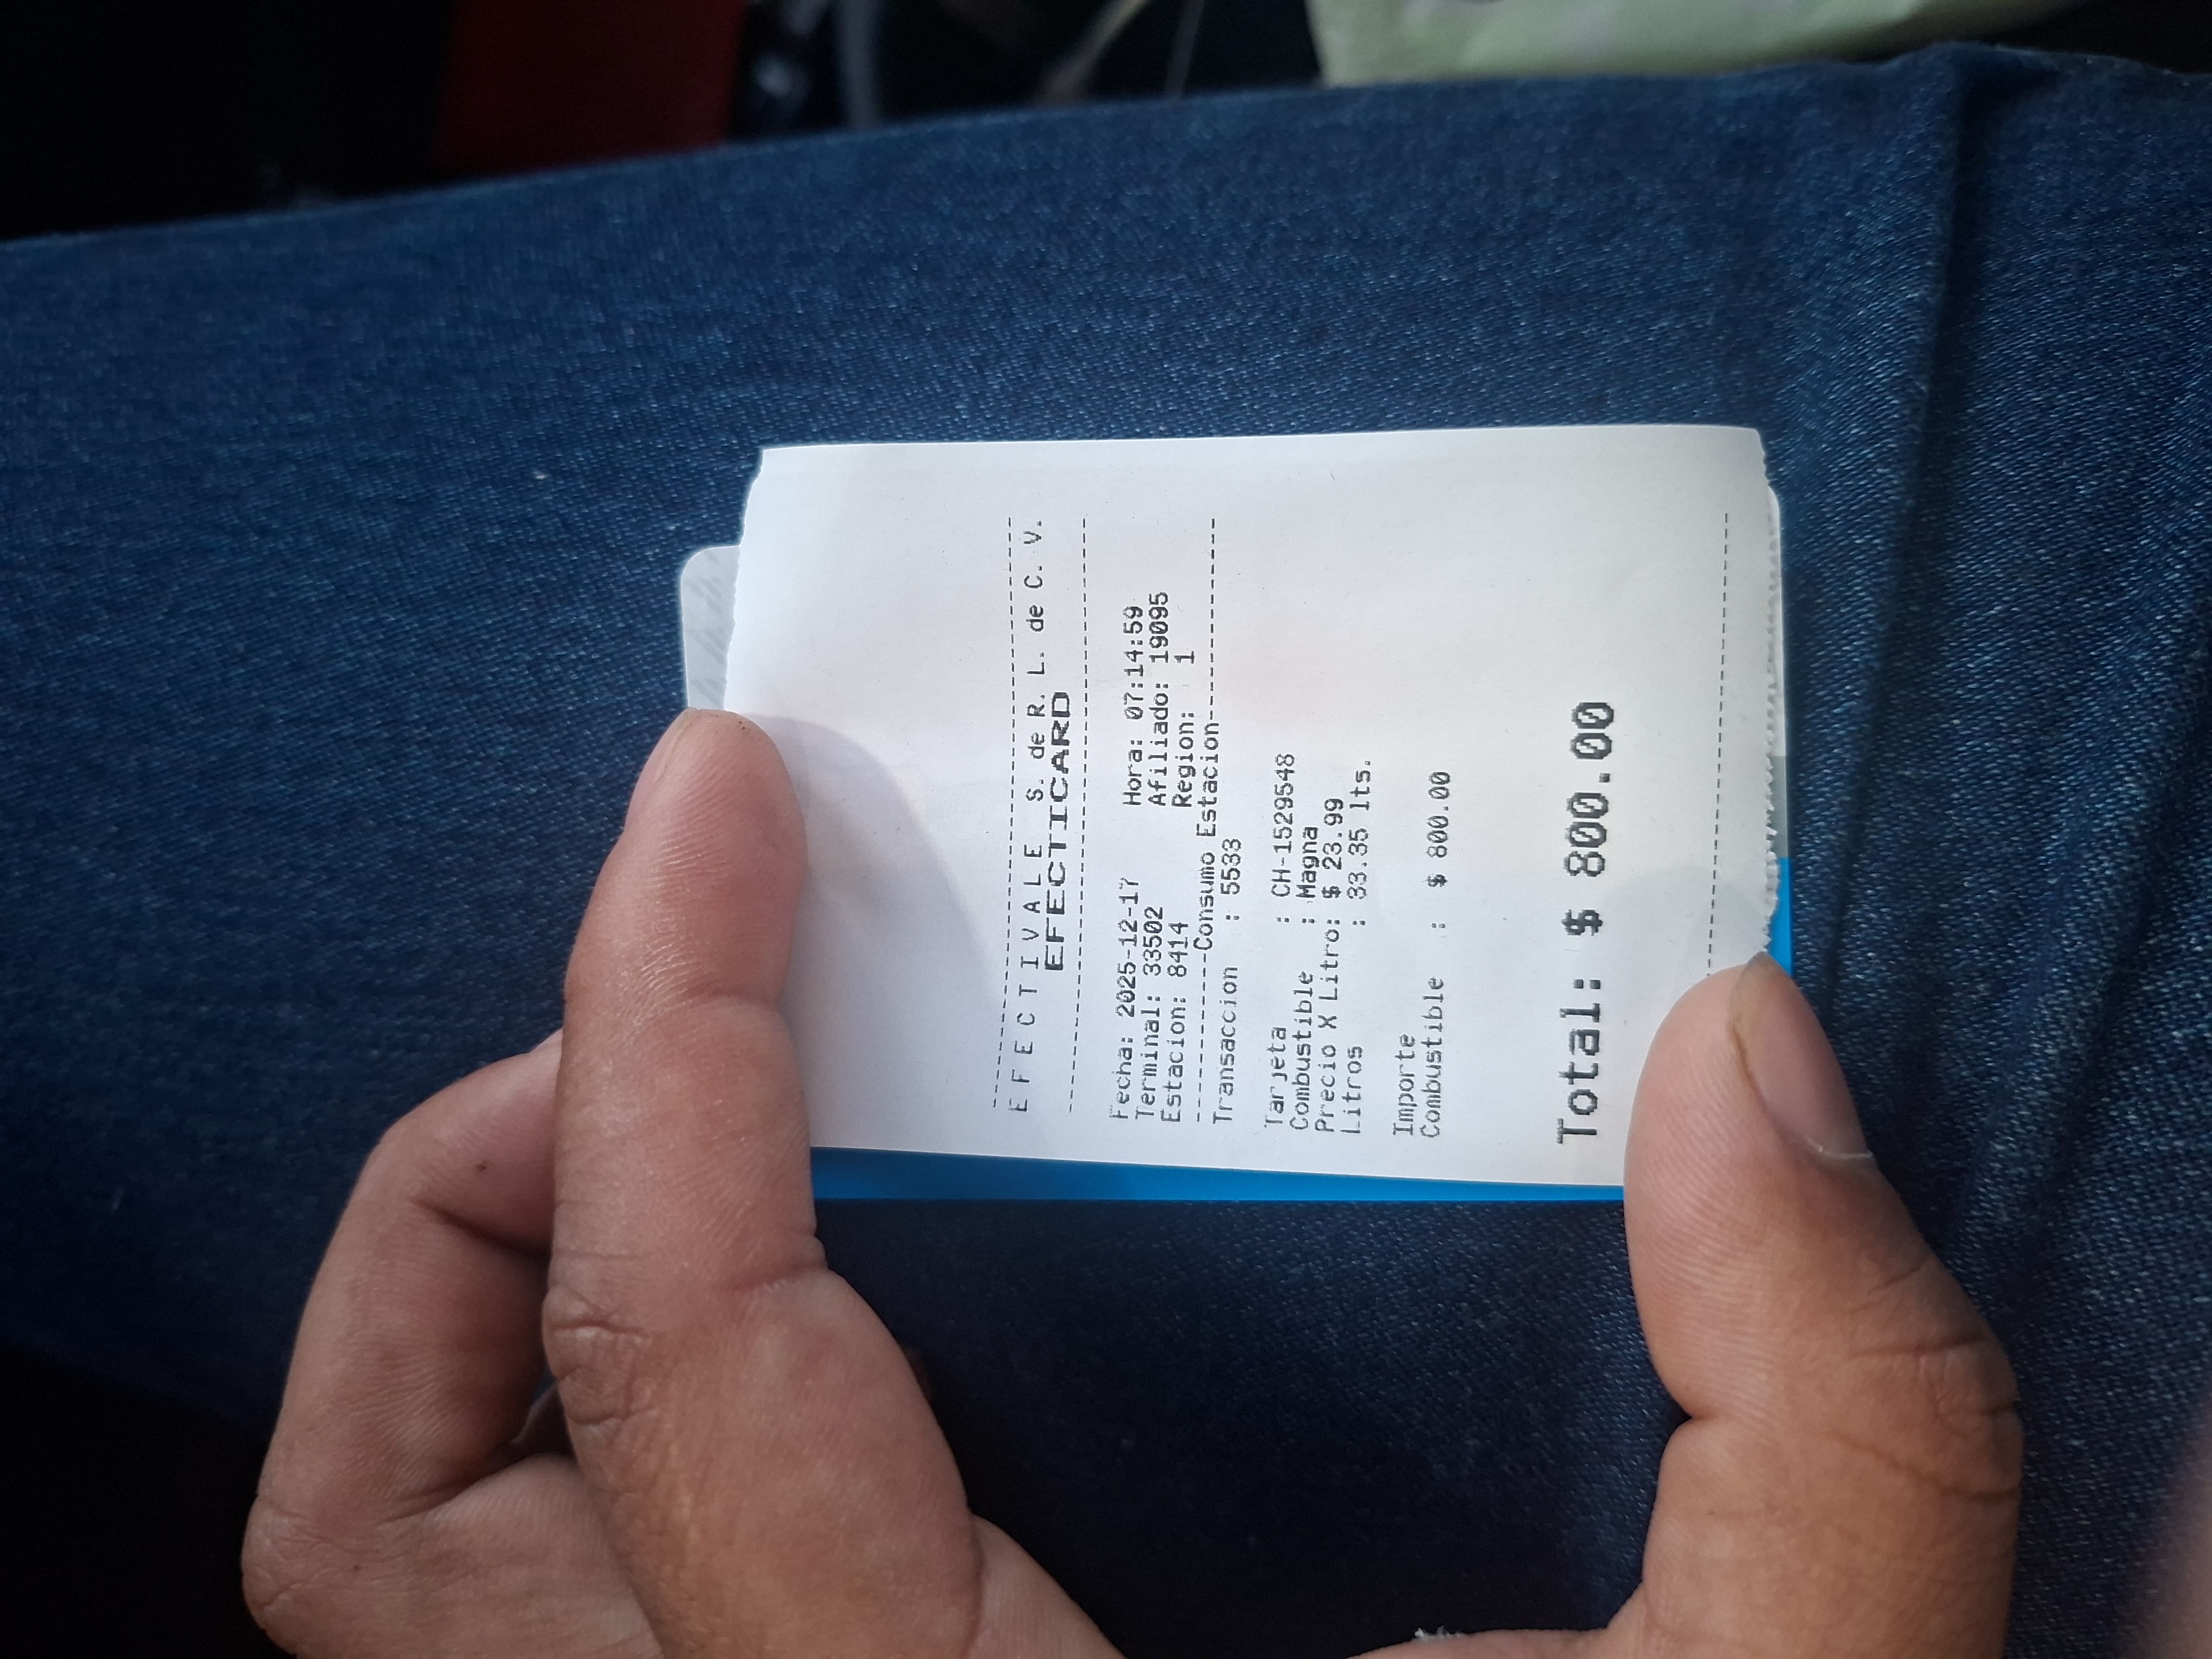 --------------------------------
E F E C T I V A L E  S. de R. L. de C. V.
EFECTICARD
--------------------------------
Fecha: 2025-12-17 Hora: 07:14:59
Terminal: 33502 Afiliado: 19095
Estacion: 8414 Region: 1
---------Consumo Estacion-----------
Transaccion : 5533
Tarjeta : CH-1529548
Combustible : Magna
Precio X Litro: $ 23.99
Litros : 33.35 lts.
Importe
Combustible : $ 800.00
Total: $ 800.00
--------------------------------